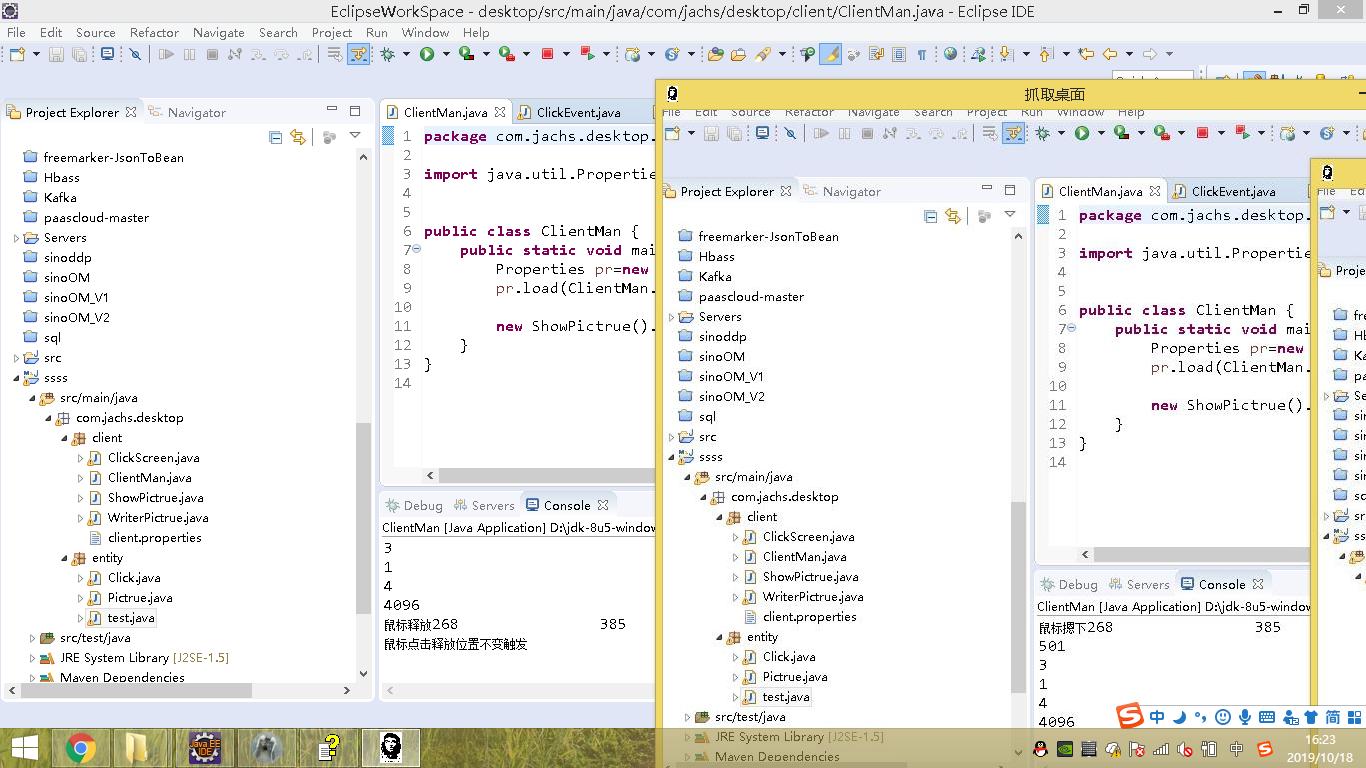 EclipseWorkSpace - desktop/src/main/java/com/jachs/desktop/client/ClientMan.java - Eclipse IDE
File Edit Source Refactor Navigate Search Project Run Window Help
Project Explorer
Navigator
freemarker-JsonToBean
Hbass
Kafka
paascloud-master
Servers
sinoddp
sinoOM
sinoOM_V1
sinoOM_V2
sql
src
ssss
src/main/java
com.jachs.desktop
client
ClickScreen.java
ClientMan.java
ShowPictrue.java
WriterPictrue.java
client.properties
entity
Click.java
Pictrue.java
test.java
src/test/java
JRE System Library [J2SE-1.5]
Maven Dependencies
ClientMan.java
ClickEvent.java
1 package com.jachs.desktop.
2
3 import java.util.Propertie
4
5
6 public class ClientMan {
7 public static void mai
8 Properties pr=new
9 pr.load(ClientMan.
10
11 new ShowPictrue().
12 }
13 }
14
Debug Servers Console
ClientMan [Java Application] D:\jdk-8u5-window
3
1
4
4096
鼠标释放268 385
鼠标点击释放位置不变触发
抓取桌面
File Edit Source Refactor Navigate Search Project Run Window Help
Project Explorer
Navigator
freemarker-JsonToBean
Hbass
Kafka
paascloud-master
Servers
sinoddp
sinoOM
sinoOM_V1
sinoOM_V2
sql
src
ssss
src/main/java
com.jachs.desktop
client
ClickScreen.java
ClientMan.java
ShowPictrue.java
WriterPictrue.java
client.properties
entity
Click.java
Pictrue.java
test.java
src/test/java
JRE System Library [J2SE-1.5]
Maven Dependencies
ClientMan.java
ClickEvent.java
1 package com.jachs.desktop.
2
3 import java.util.Propertie
4
5
6 public class ClientMan {
7 public static void mai
8 Properties pr=new
9 pr.load(ClientMan.
10
11 new ShowPictrue().
12 }
13 }
14
Debug Servers Console
ClientMan [Java Application] D:\jdk-8u5-window
鼠标摁下268 385
501
3
1
4
4096
File Ed
Proje
fre
Hb
Ka
pa
Se
sin
sin
sin
sin
sc
src
ss
中 简
Java EE IDE
中
16:23
2019/10/18